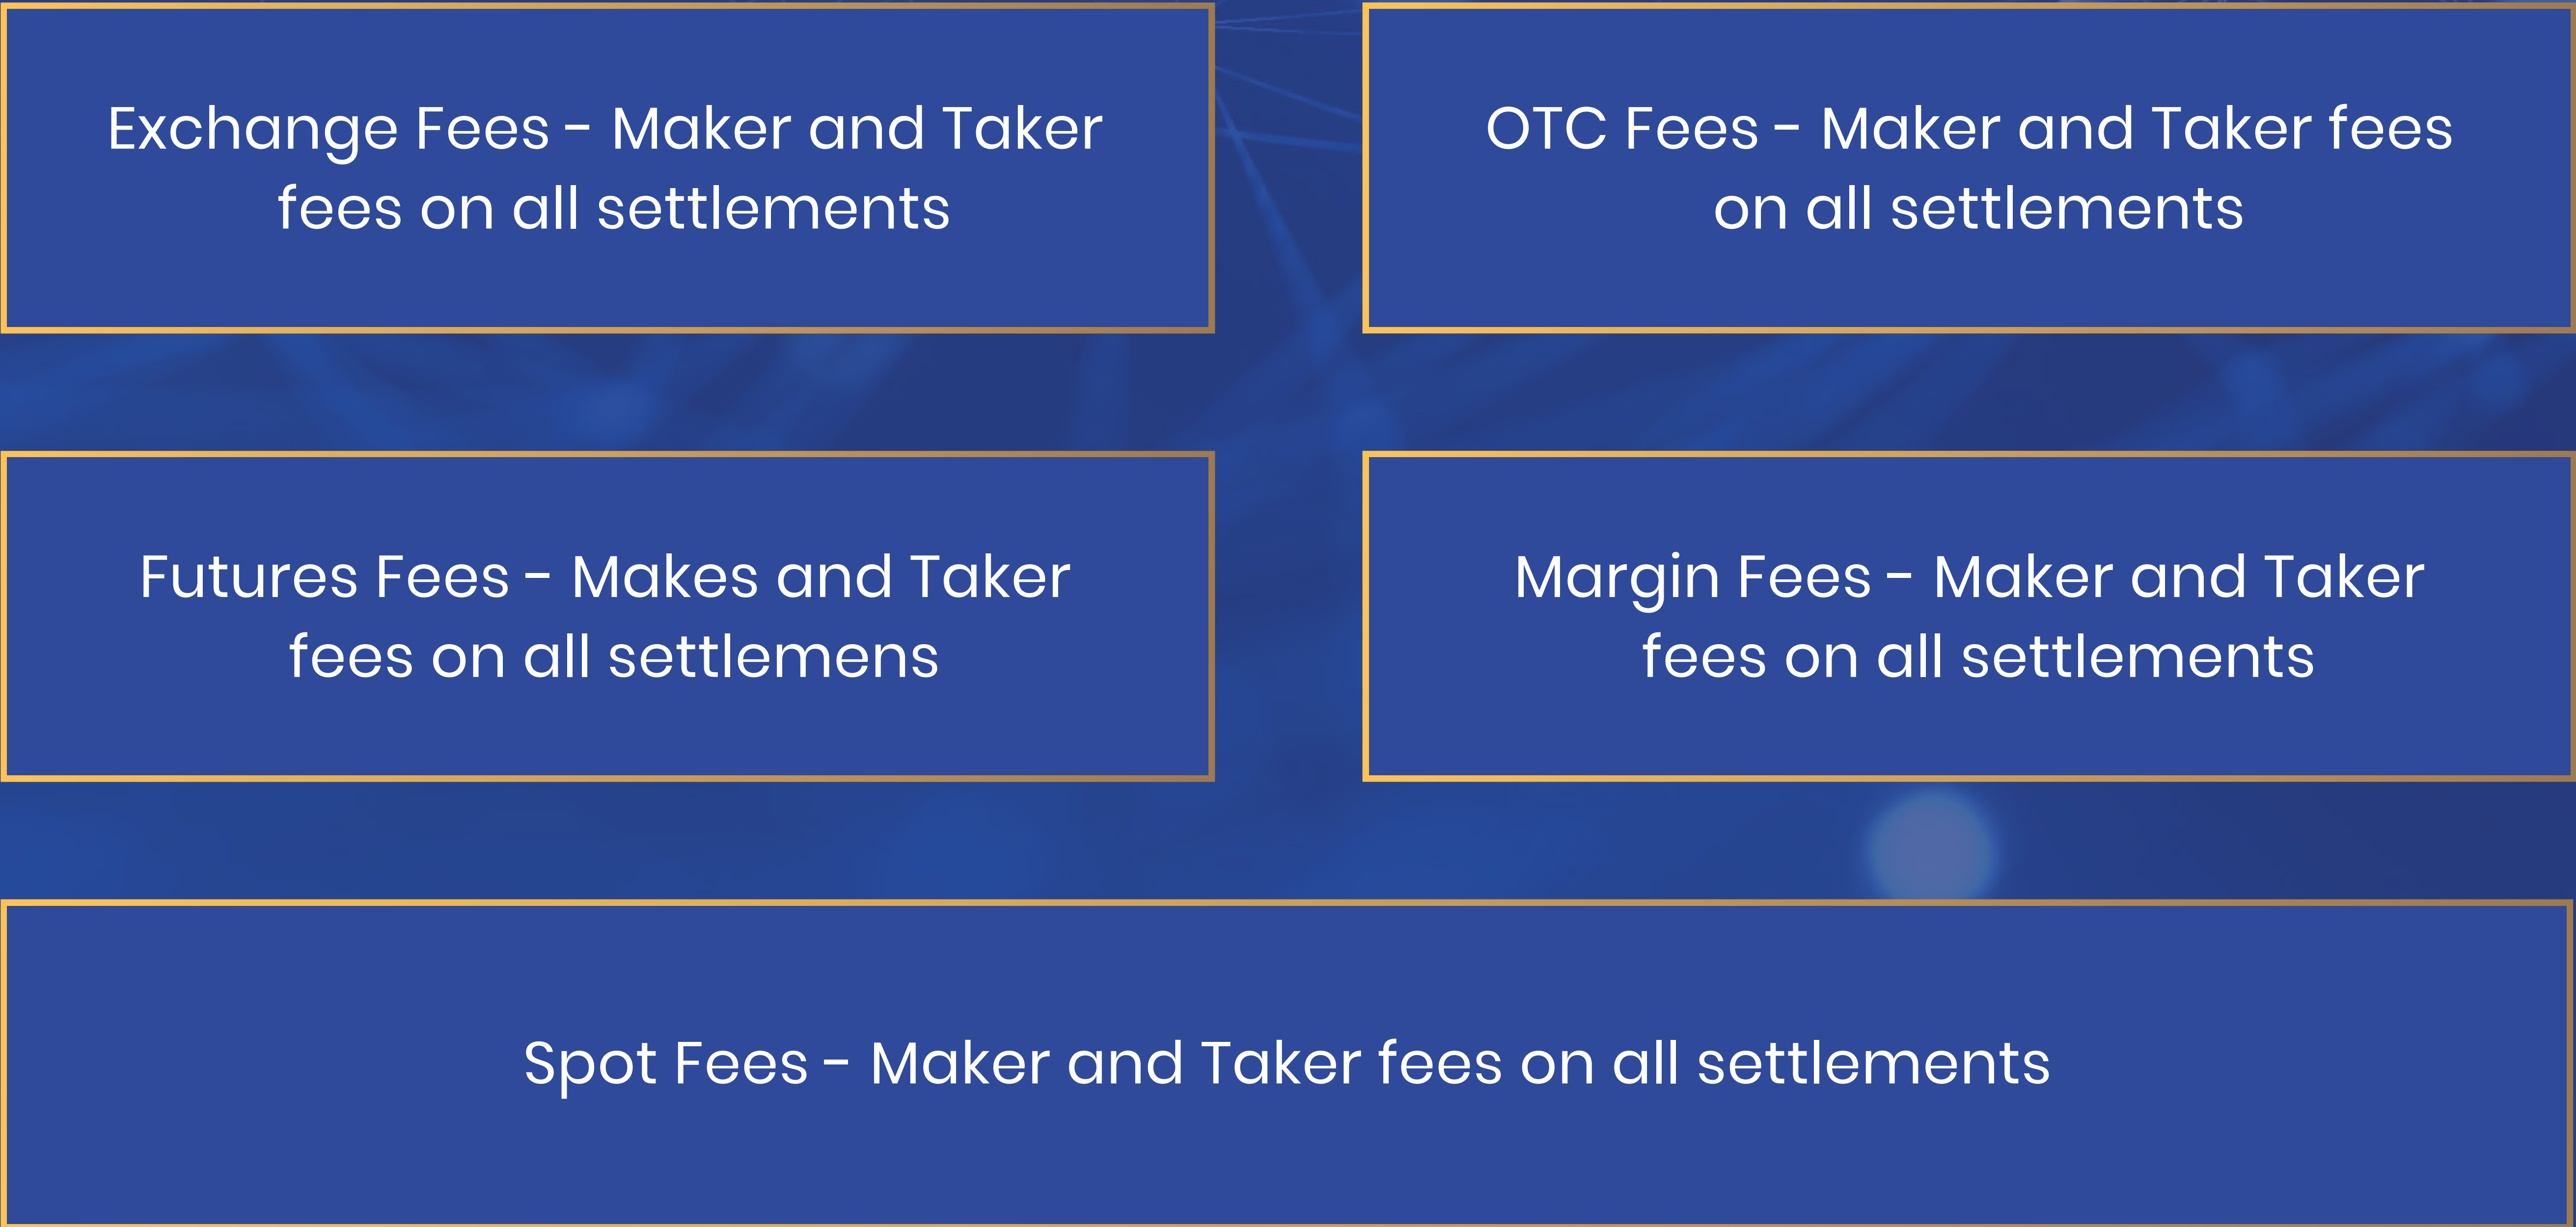 Exchange Fees - Maker and Taker
fees on all settlements
OTC Fees - Maker and Taker fees
on all settlements
Futures Fees - Makes and Taker
fees on all settlemens
Margin Fees - Maker and Taker
fees on all settlements
Spot Fees - Maker and Taker fees on all settlements